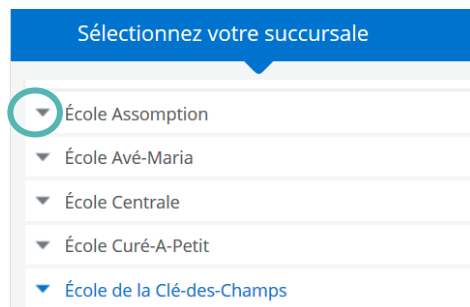 Sélectionnez votre succursale
École Assomption
École Avé-Maria
École Centrale
École Curé-A-Petit
École de la Clé-des-Champs